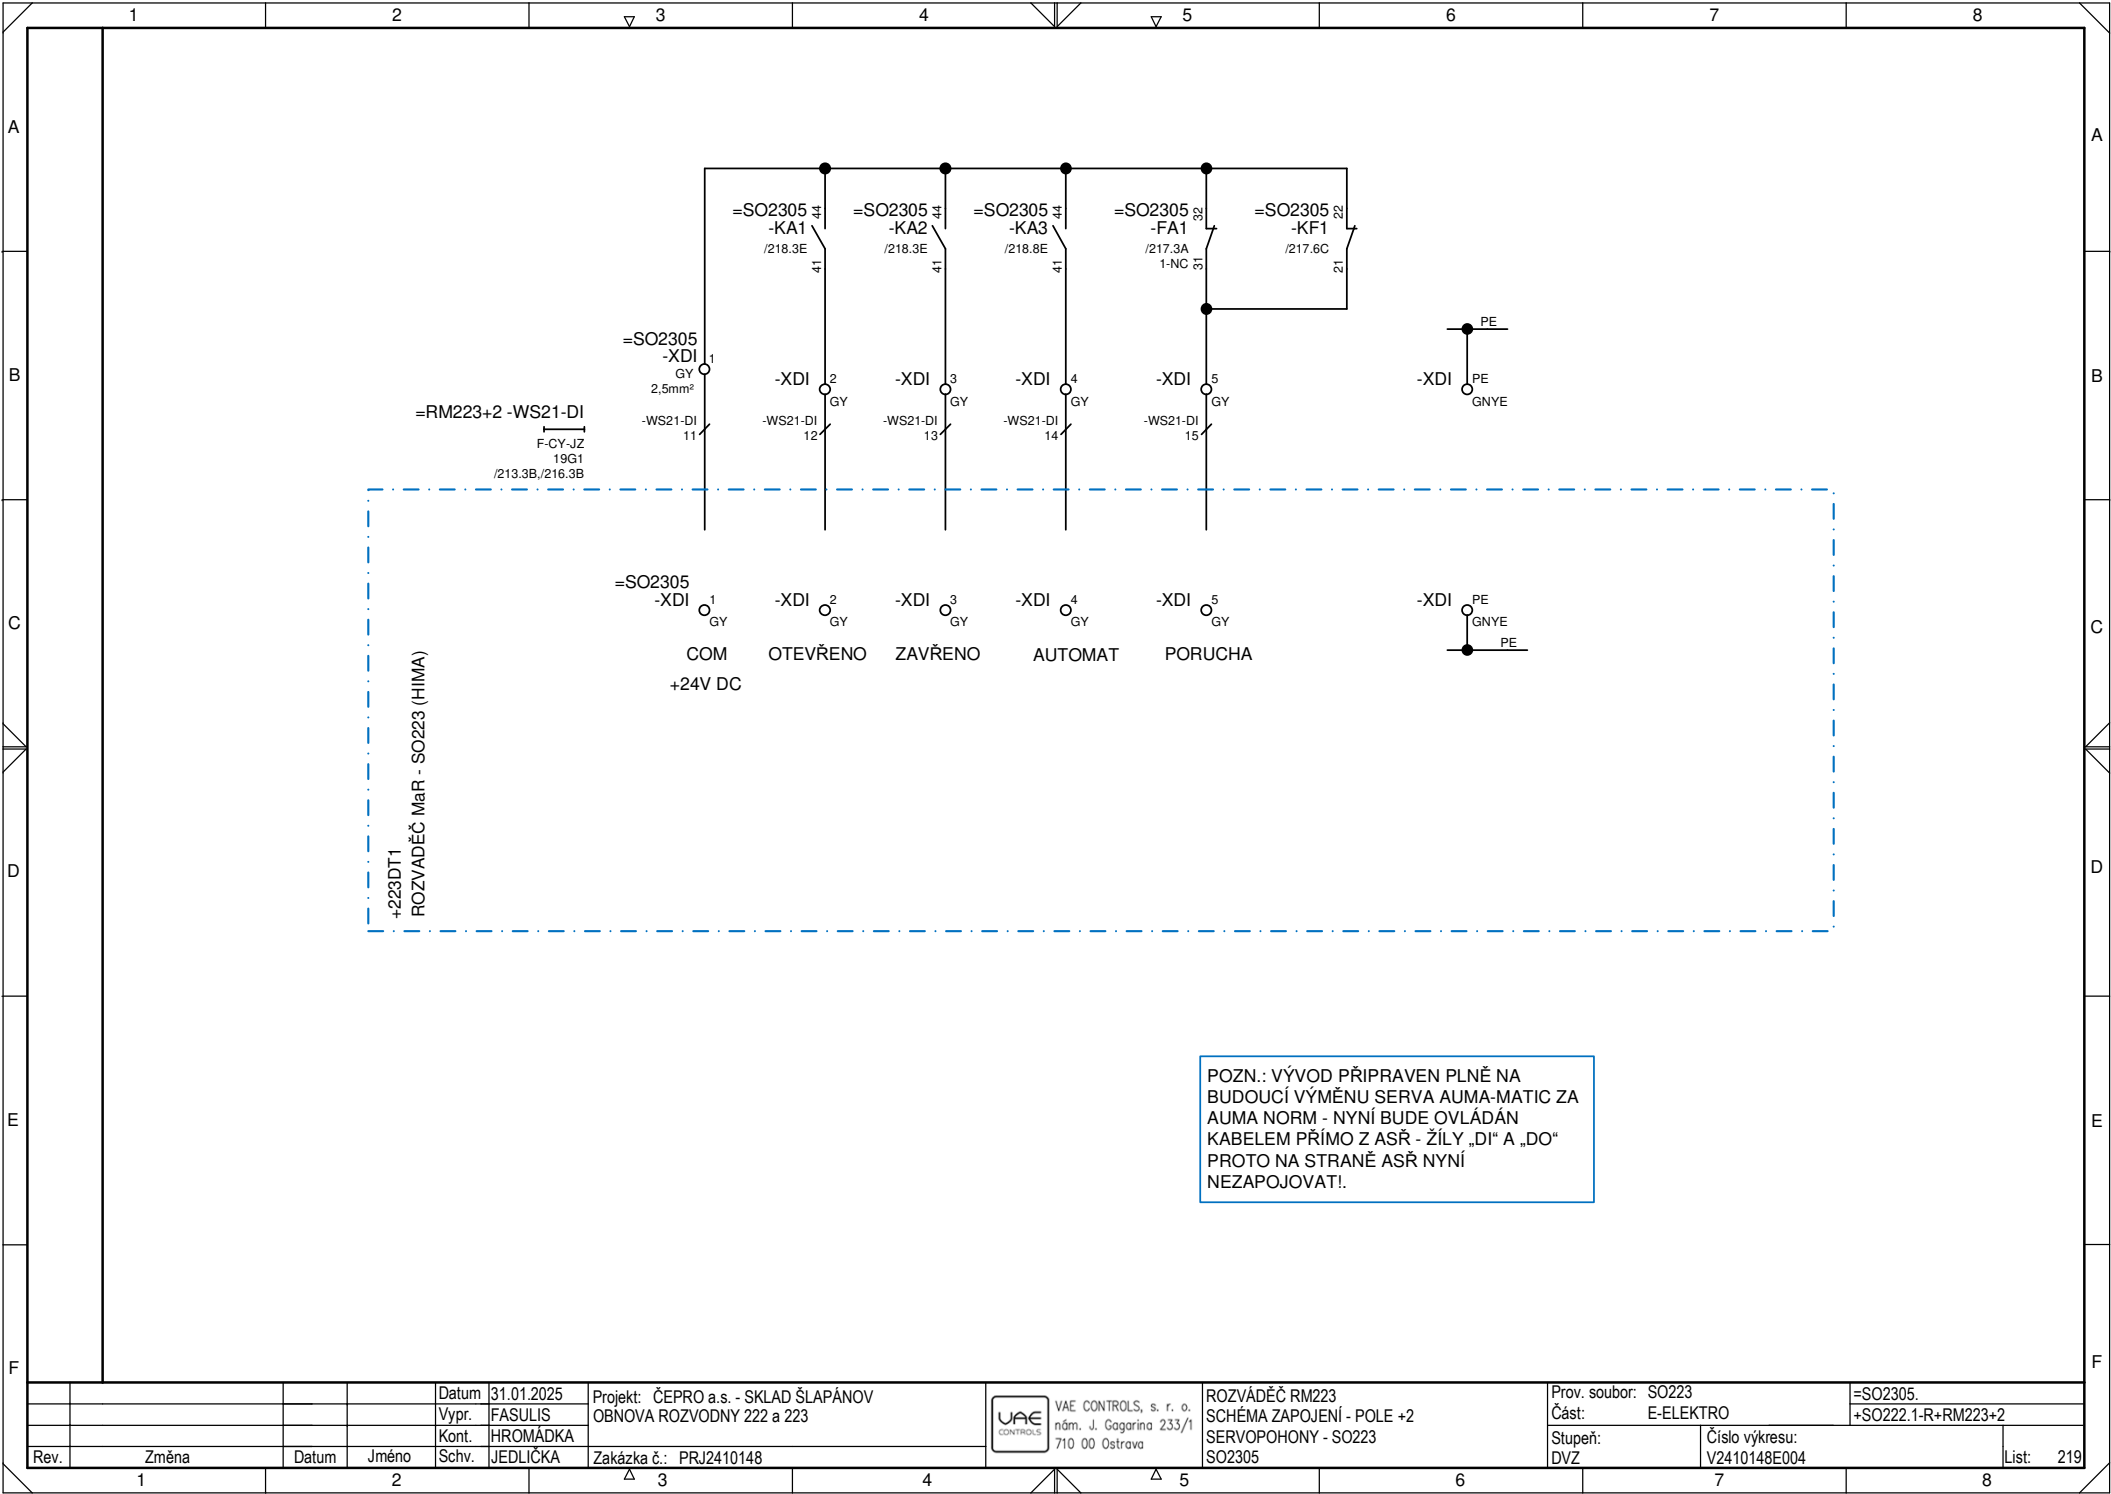 1 2 3 4 5 6 7 8
A A
=SO2305 44 =SO2305 44 =SO2305 44 =SO2305 32 =SO2305 22
-KA1 -KA2 -KA3 -FA1 -KF1
/218.3E /218.3E /218.8E /217.3A /217.6C
41 41 41 1-NC 31 21
=SO2305 PE
-XDI 1
GY
2,5mm²
B B
-XDI 2 -XDI 3 -XDI 4 -XDI 5 -XDI PE
GY GY GY GY GNYE
=RM223+2 -WS21-DI
F-CY-JZ
19G1
/213.3B,/216.3B
-WS21-DI -WS21-DI -WS21-DI -WS21-DI -WS21-DI
11 12 13 14 15
=SO2305
-XDI 1 -XDI 2 -XDI 3 -XDI 4 -XDI 5 -XDI PE
GY GY GY GY GY GNYE
C C
PE
COM OTEVŘENO ZAVŘENO AUTOMAT PORUCHA
+24V DC
+223DT1
ROZVADĚČ MaR - SO223 (HIMA)
D D
POZN.: VÝVOD PŘIPRAVEN PLNĚ NA
BUDOUCÍ VÝMĚNU SERVA AUMA-MATIC ZA
AUMA NORM - NYNÍ BUDE OVLÁDÁN
KABELEM PŘÍMO Z ASŘ - ŽÍLY „DI“ A „DO“
PROTO NA STRANĚ ASŘ NYNÍ
NEZAPOJOVAT!.
E E
F F
Datum 31.01.2025
Vypr. FASULIS
Kont. HROMÁDKA
Rev. Změna Datum Jméno Schv. JEDLIČKA
Projekt: ČEPRO a.s. - SKLAD ŠLAPÁNOV
OBNOVA ROZVODNY 222 a 223
Zakázka č.: PRJ2410148
VAE
CONTROLS
VAE CONTROLS, s. r. o.
nám. J. Gagarina 233/1
710 00 Ostrava
ROZVÁDĚČ RM223
SCHÉMA ZAPOJENÍ - POLE +2
SERVOPOHONY - SO223
SO2305
Prov. soubor: SO223
Část: E-ELEKTRO
Stupeň:
DVZ
Číslo výkresu:
V2410148E004
=SO2305.
+SO222.1-R+RM223+2
List: 219
1 2 3 4 5 6 7 8